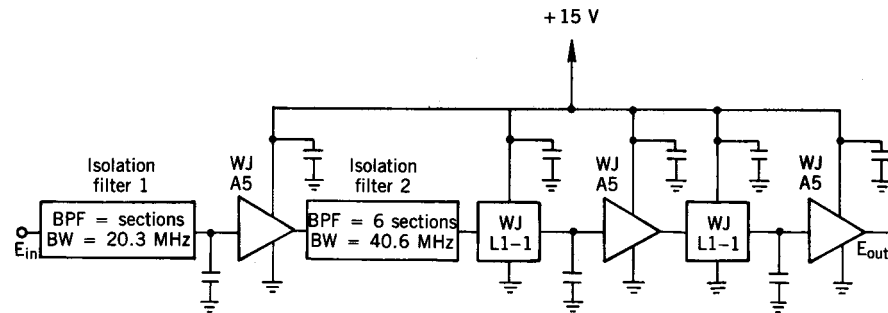 +15 V
Isolation
filter 1
BPF = sections
BW = 20.3 MHz
E_in
WJ
A5
Isolation
filter 2
BPF = 6 sections
BW = 40.6 MHz
WJ
L1-1
WJ
A5
WJ
L1-1
WJ
A5
E_out